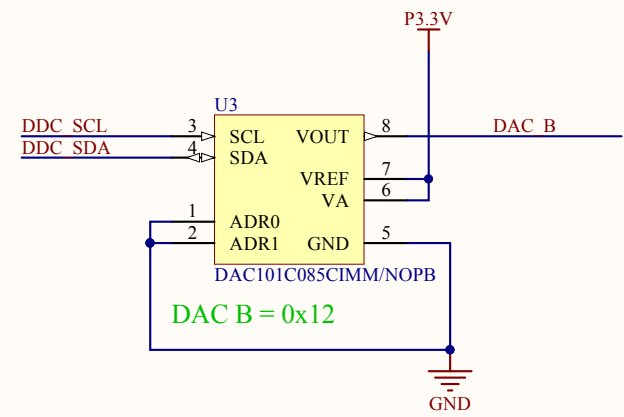 P3.3V
U3
DDC_SCL 3 SCL VOUT 8 DAC_B
DDC_SDA 4 SDA
VREF 7
VA 6
1 ADR0
2 ADR1 GND 5
DAC101C085CIMM/NOPB
DAC B = 0x12
GND